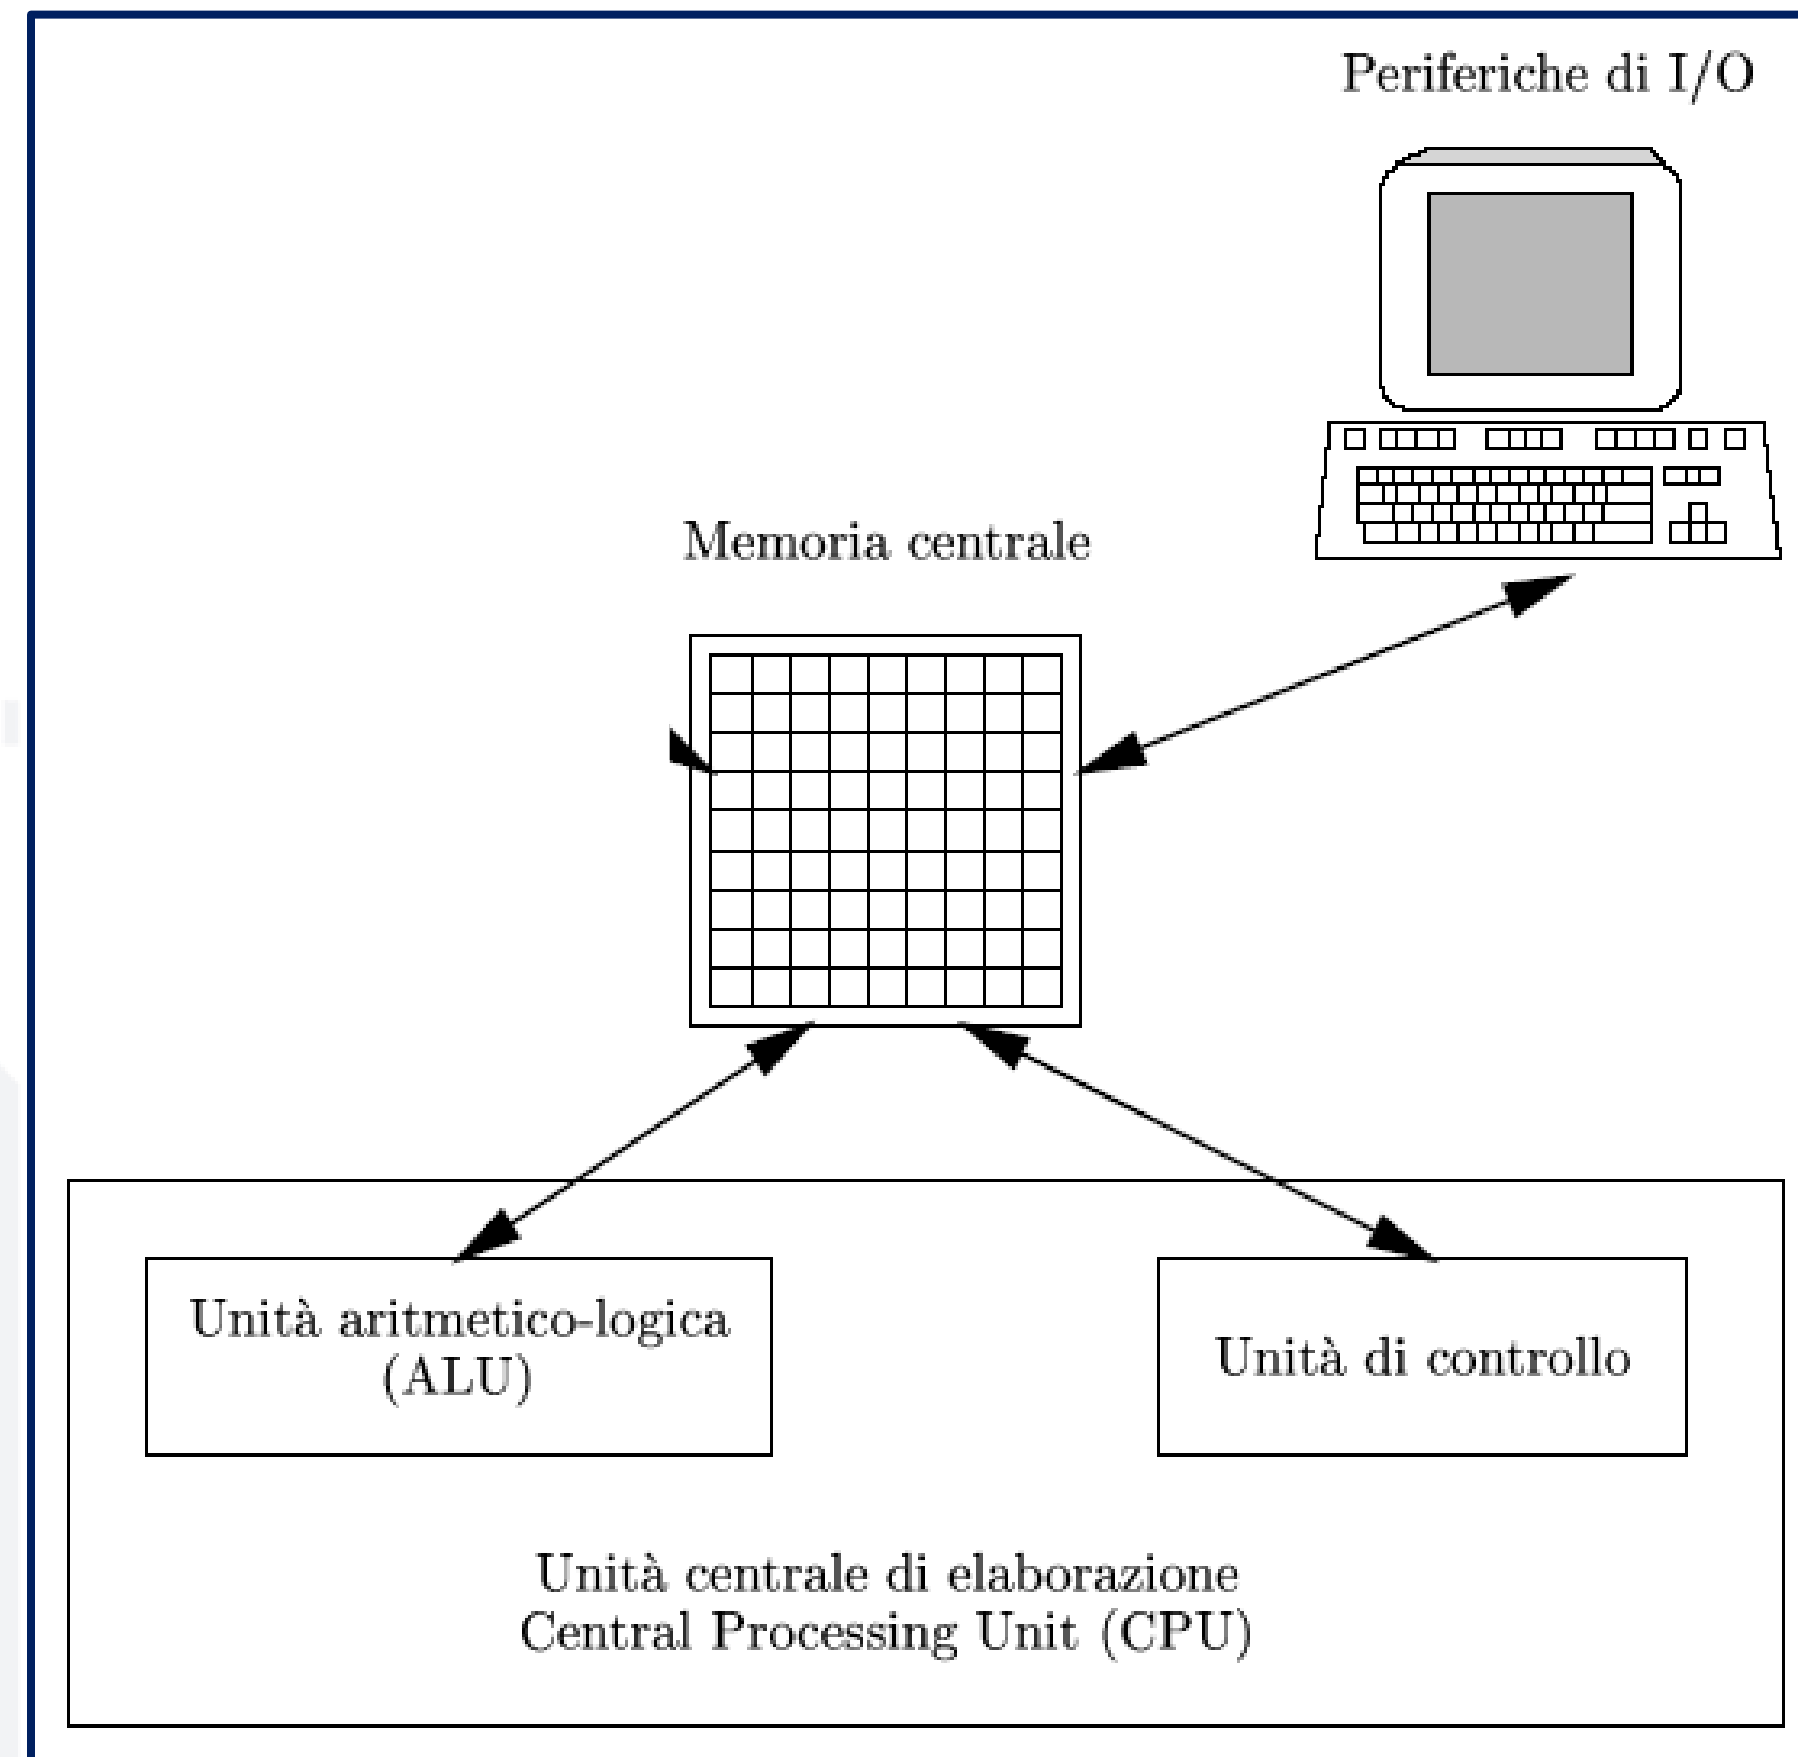 Periferiche di I/O
Memoria centrale
Unità aritmetico-logica
(ALU)
Unità di controllo
Unità centrale di elaborazione
Central Processing Unit (CPU)